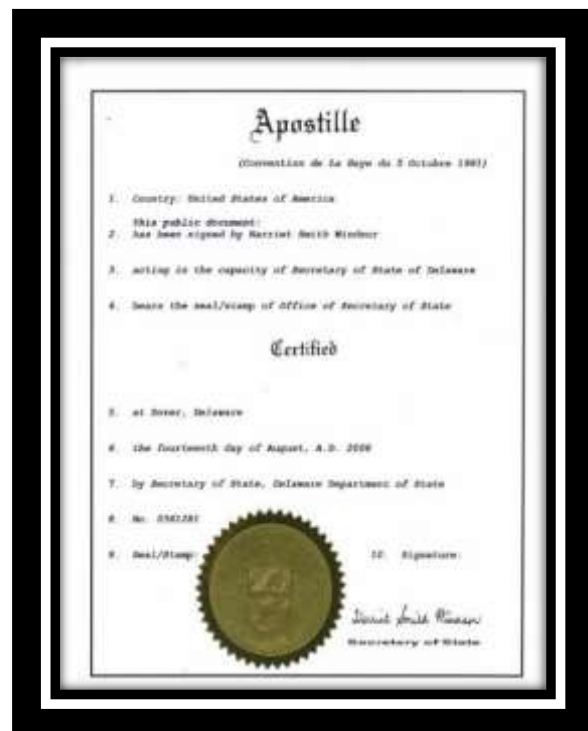 Apostille
(Convention de La Haye du 5 Octobre 1961)
1. Country: United States of America
This public document:
2. has been signed by Harriet Smith Windsor
3. acting in the capacity of Secretary of State of Delaware
4. bears the seal/stamp of Office of Secretary of State
Certified
5. at Dover, Delaware
6. the fourteenth day of August, A.D.
7. by Secretary of State, Delaware Department of State
8. No.
9. Seal/Stamp:
10. Signature:
Secretary of State